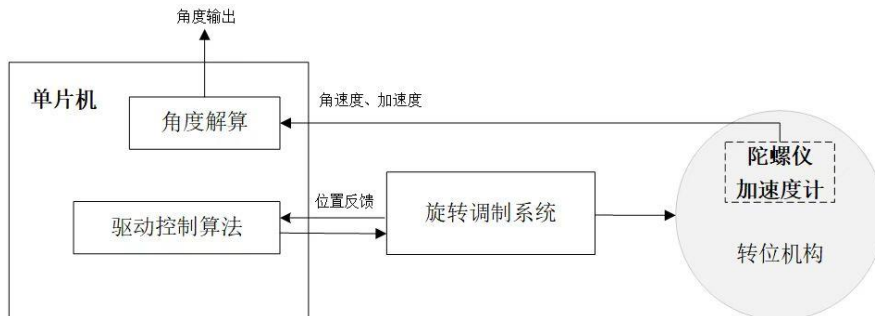 角度输出
单片机
角速度、加速度
角度解算
陀螺仪
加速度计
位置反馈
旋转调制系统
驱动控制算法
转位机构